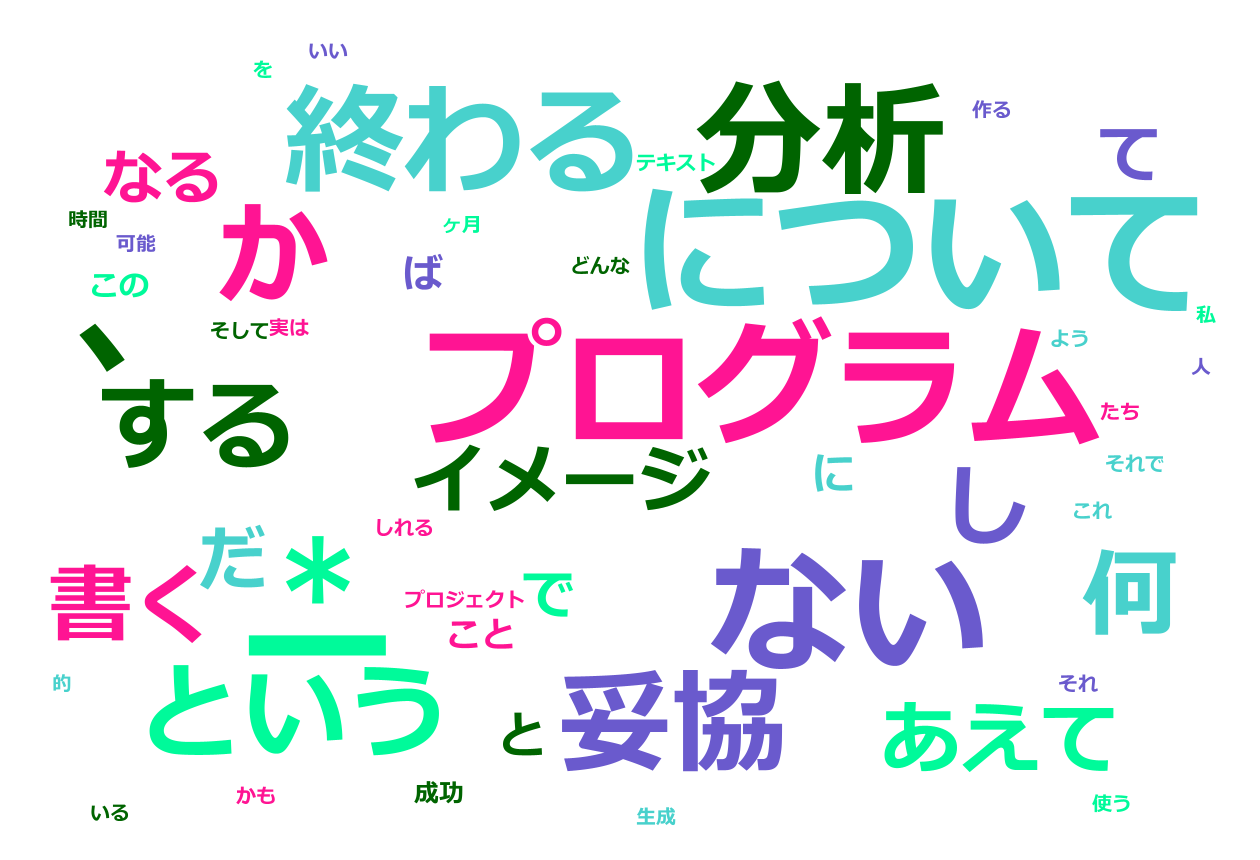 いい
を
終わる
分析
作る
て
なる
テキスト
時間
ヶ月
可能
か
について
ば
どんな
この
私
そして
実は
、
プログラム
よう
人
する
たち
イメージ
に
それで
し
これ
しれる
だ
*
書く
プロジェクト
で
こと
ない
何
ー
という
的
それ
妥協
あえて
と
かも
成功
いる
生成
使う